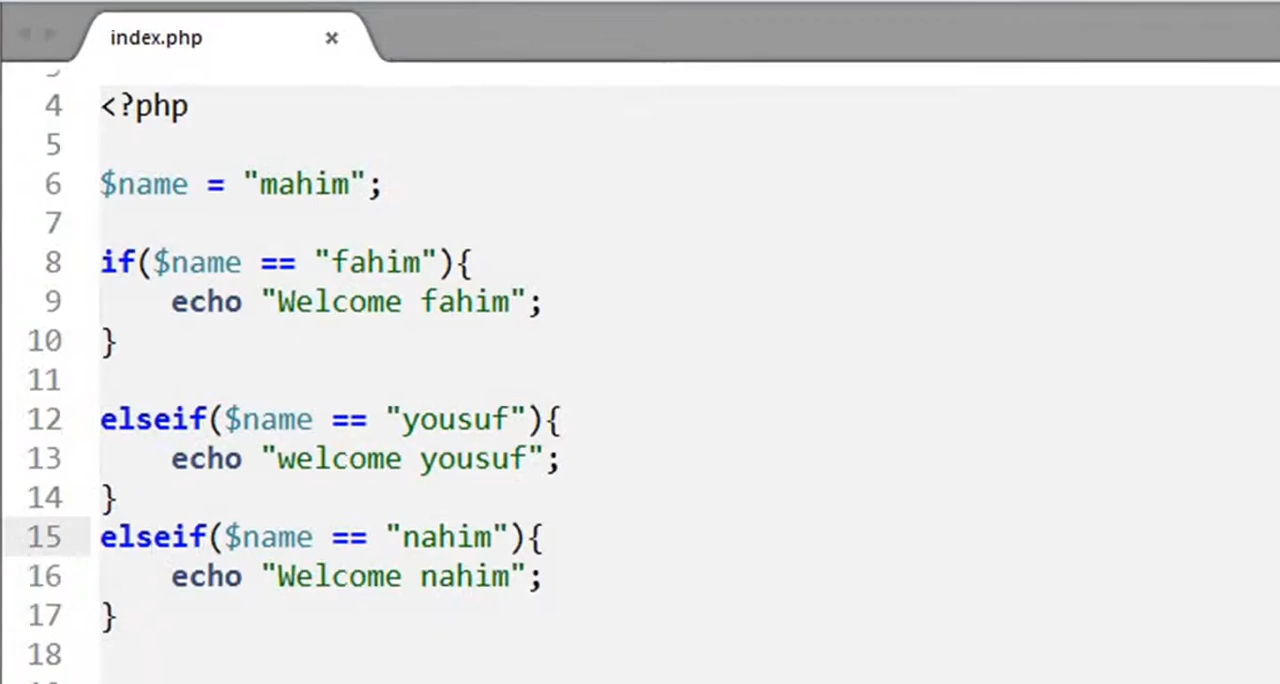 index.php ×
4 <?php
5
6 $name = "mahim";
7
8 if($name == "fahim"){
9     echo "Welcome fahim";
10 }
11
12 elseif($name == "yousuf"){
13     echo "welcome yousuf";
14 }
15 elseif($name == "nahim"){
16     echo "Welcome nahim";
17 }
18